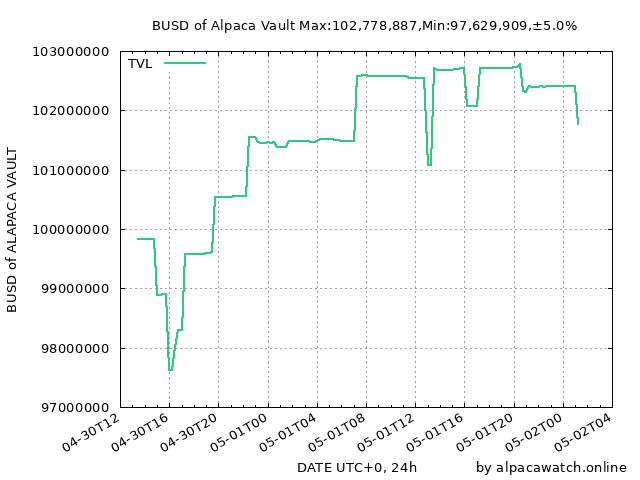 BUSD of Alpaca Vault Max:102,778,887,Min:97,629,909,±5.0%
TVL
BUSD of ALAPACA VAULT
103000000
102000000
101000000
100000000
99000000
98000000
97000000
04-30T12
04-30T16
04-30T20
05-01T00
05-01T04
05-01T08
05-01T12
05-01T16
05-01T20
05-02T00
05-02T04
DATE UTC+0, 24h
by alpacawatch.online